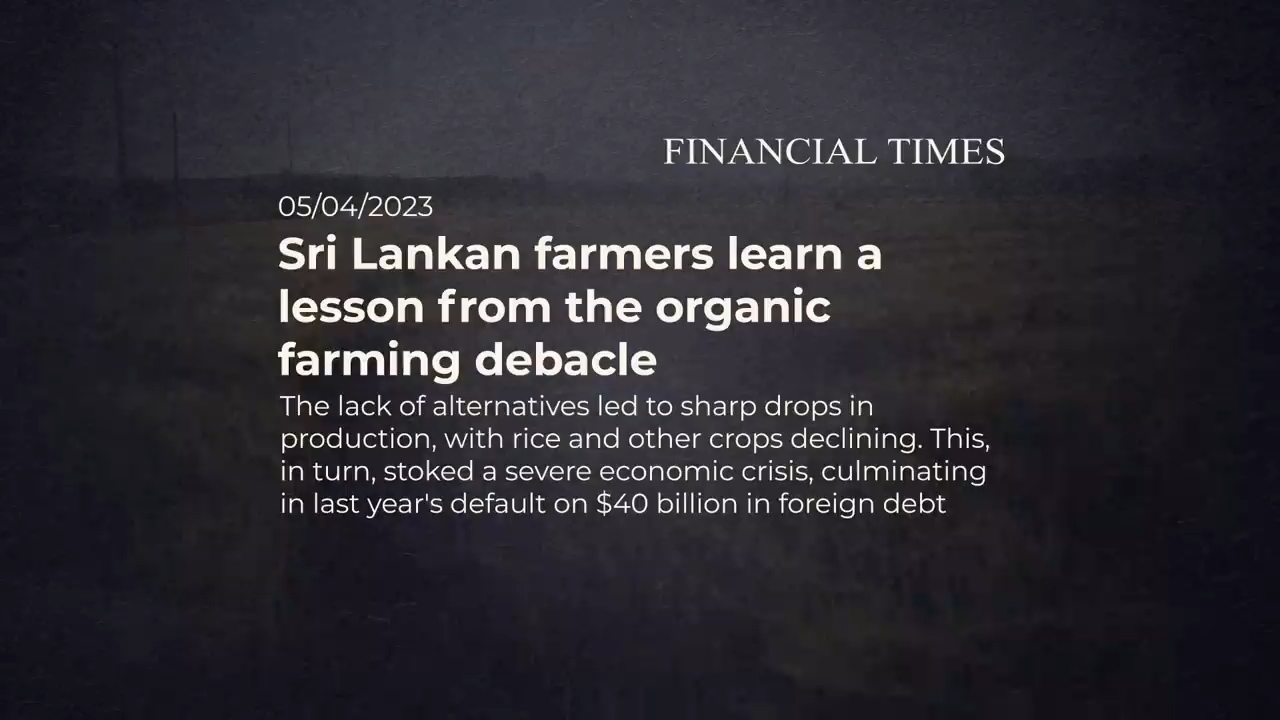 FINANCIAL TIMES
05/04/2023
Sri Lankan farmers learn a
lesson from the organic
farming debacle
The lack of alternatives led to sharp drops in
production, with rice and other crops declining. This,
in turn, stoked a severe economic crisis, culminating
in last year's default on $40 billion in foreign debt